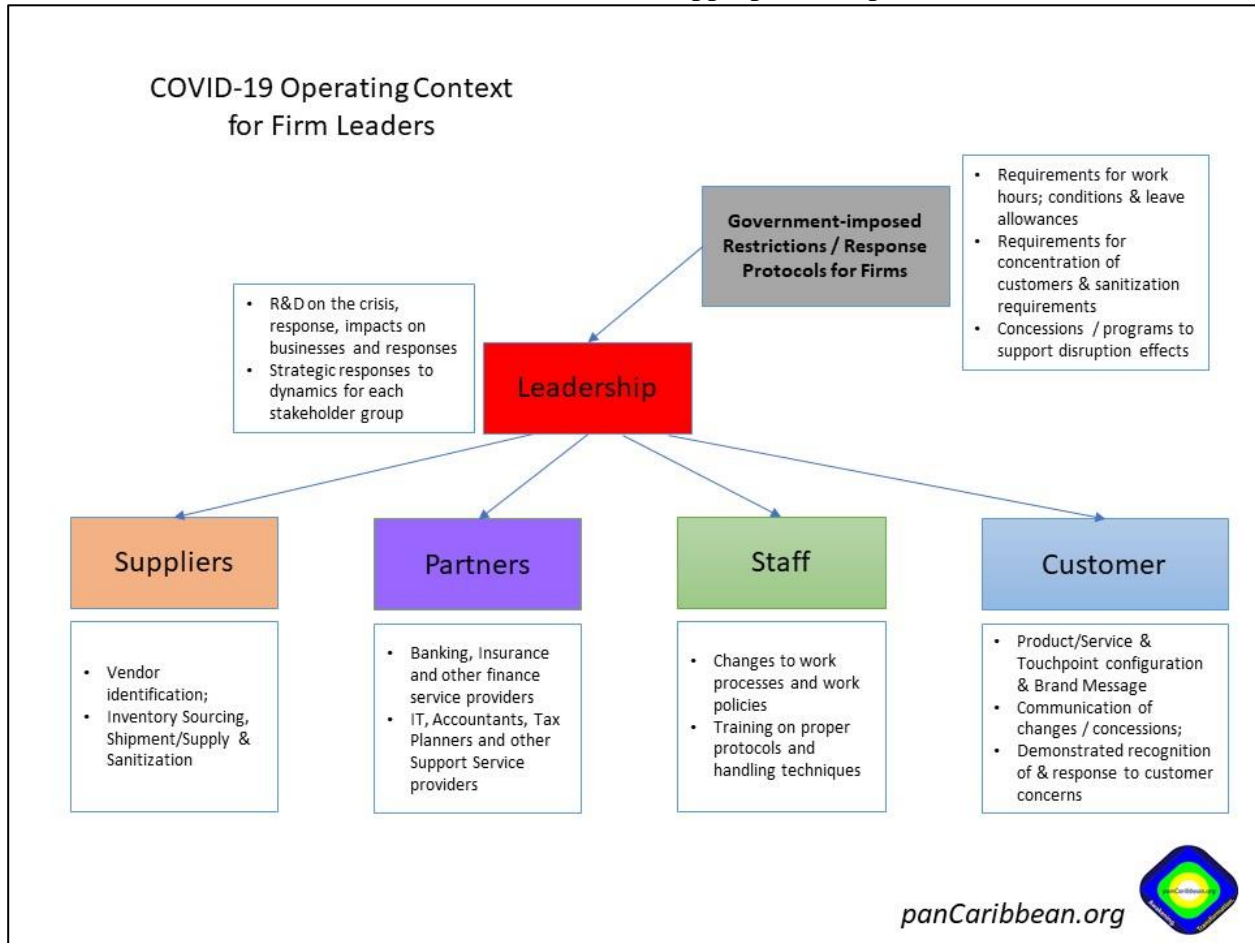 COVID-19 Operating Context
for Firm Leaders
Government-imposed
Restrictions / Response
Protocols for Firms
• Requirements for work
hours; conditions & leave
allowances
• Requirements for
concentration of
customers & sanitization
requirements
• Concessions / programs to
support disruption effects
• R&D on the crisis,
response, impacts on
businesses and responses
• Strategic responses to
dynamics for each
stakeholder group
Leadership
Suppliers
• Vendor
identification;
• Inventory Sourcing,
Shipment/Supply &
Sanitization
Partners
• Banking, Insurance
and other finance
service providers
• IT, Accountants, Tax
Planners and other
Support Service
providers
Staff
• Changes to work
processes and work
policies
• Training on proper
protocols and
handling techniques
Customer
• Product/Service &
Touchpoint configuration
& Brand Message
• Communication of
changes / concessions;
• Demonstrated recognition
of & response to customer
concerns
panCaribbean.org
panCaribbean.org
Awakening
Transformation